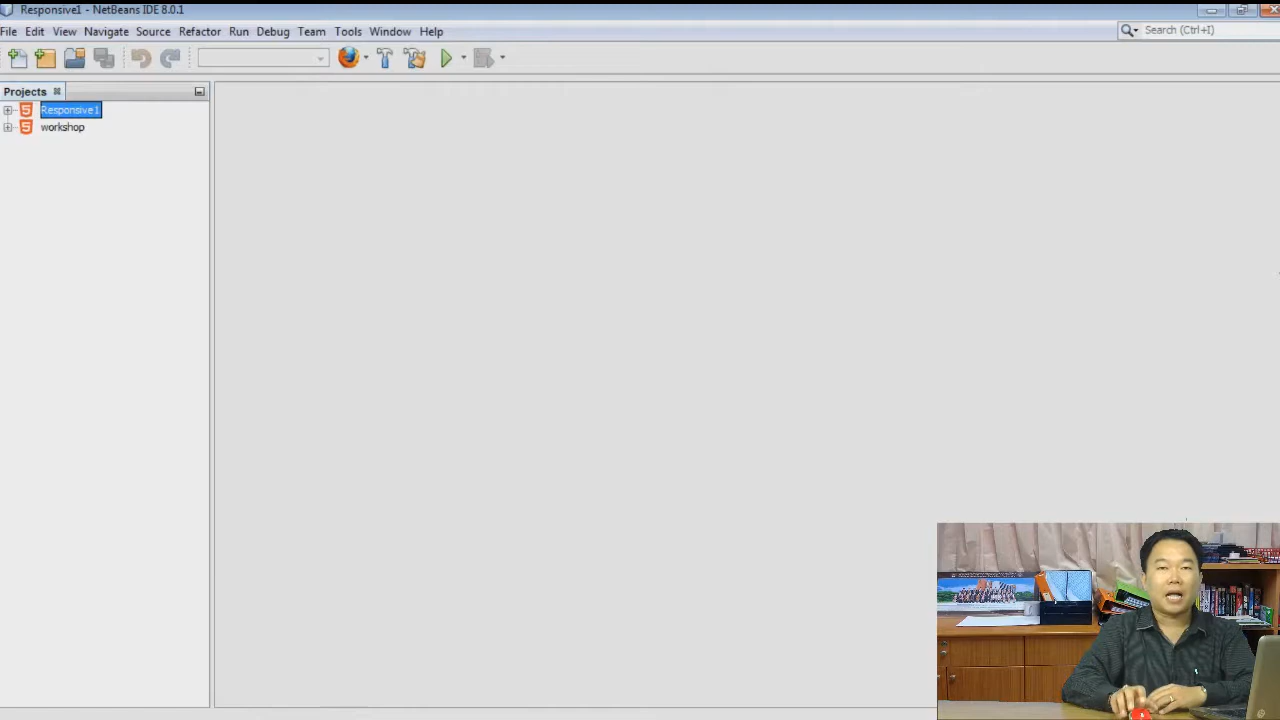 Responsive1 - NetBeans IDE 8.0.1
File Edit View Navigate Source Refactor Run Debug Team Tools Window Help
Search (Ctrl+I)
Projects
Responsive1
workshop